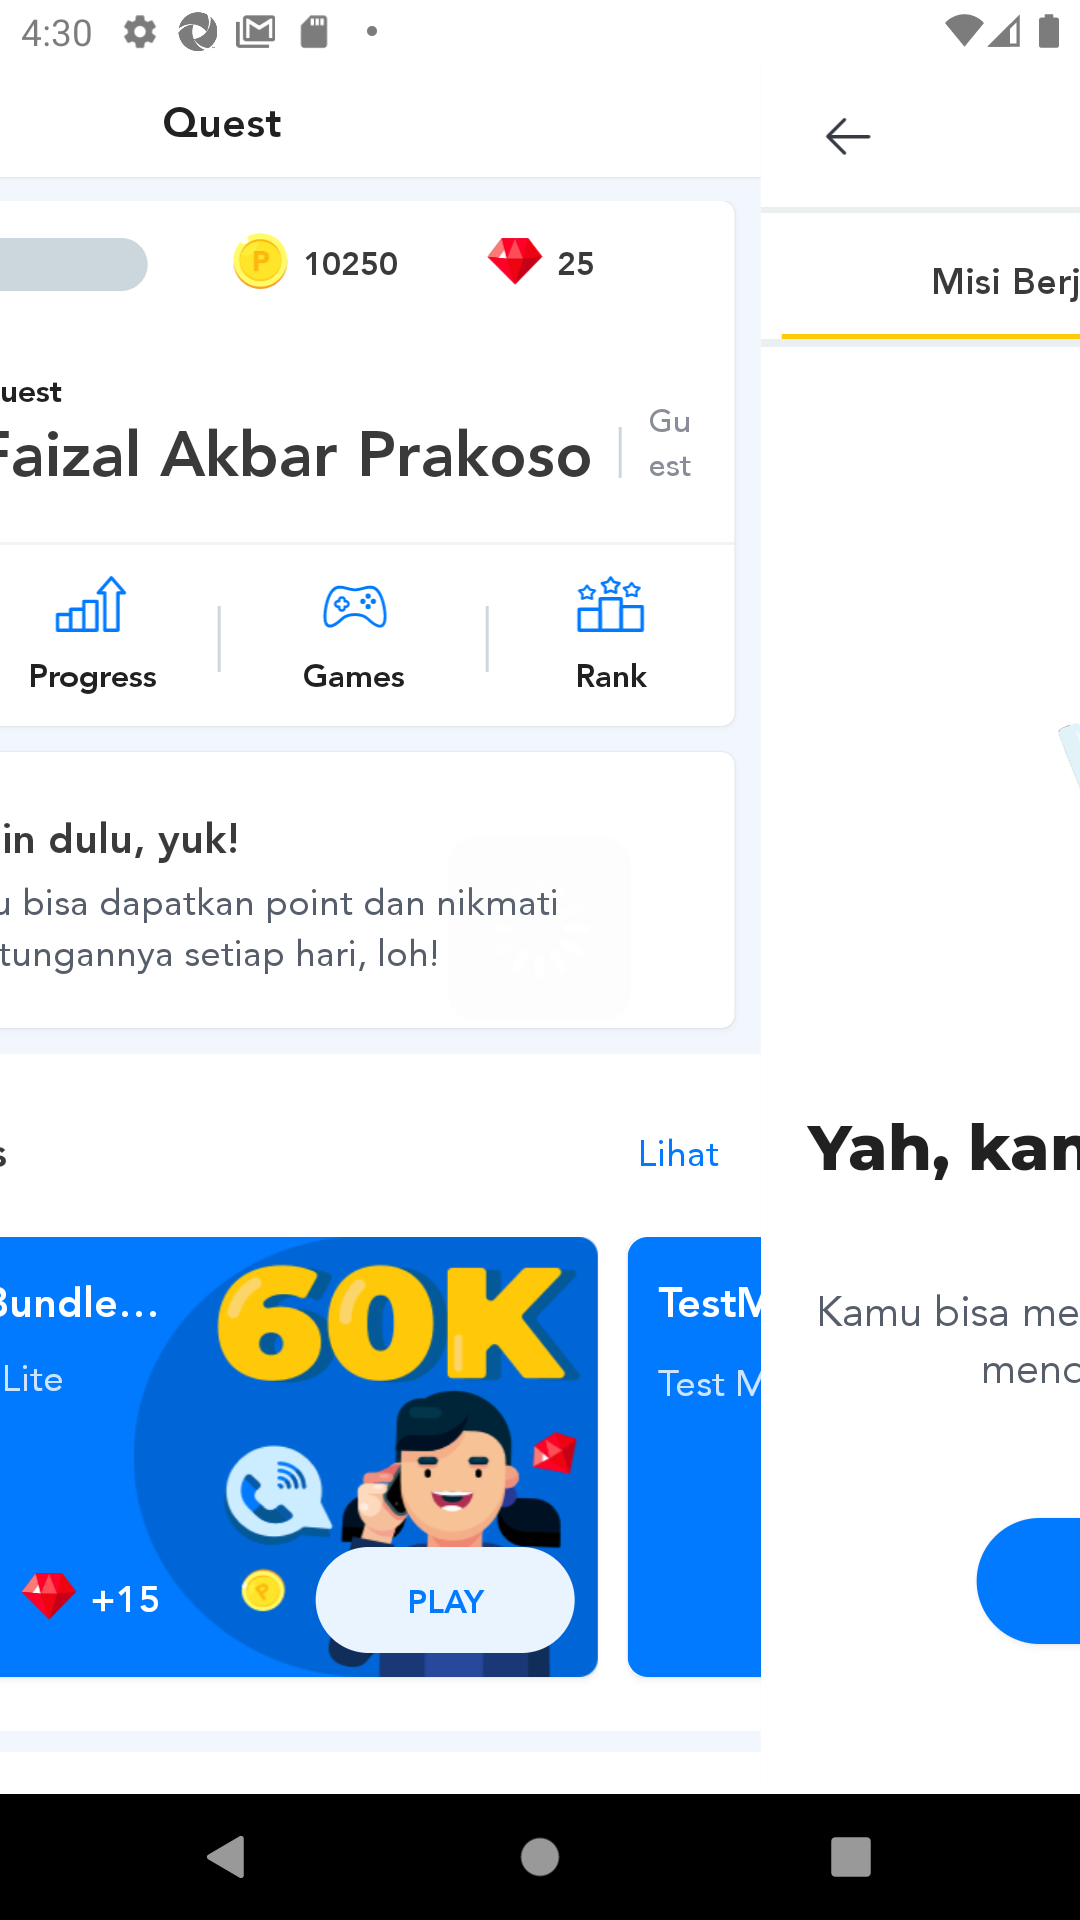 4:30
Quest
10250
25
uest
Faizal Akbar Prakoso
Gu
est
Progress
Games
Rank
in dulu, yuk!
u bisa dapatkan point dan nikmati
tungannya setiap hari, loh!
s
Lihat
Bundle...
Lite
60K
P
+15
PLAY
TestM
Test M
Misi Berj
Yah, kan
Kamu bisa me
menc